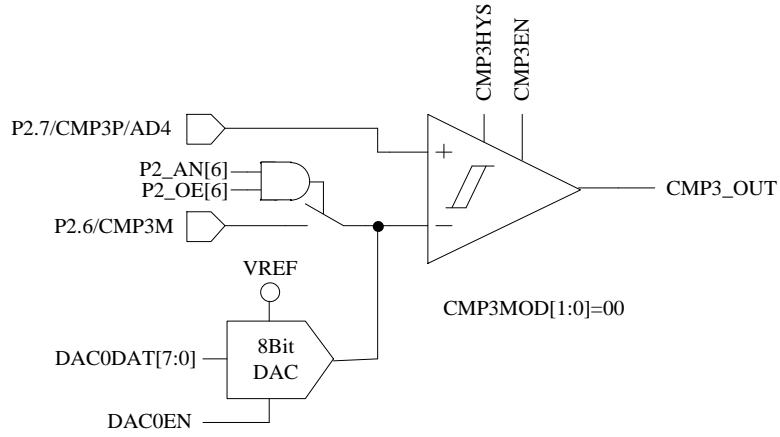 CMP3HYS
CMP3EN
P2.7/CMP3P/AD4
+
P2_AN[6]
P2_OE[6]
CMP3_OUT
P2.6/CMP3M
−
VREF
CMP3MOD[1:0]=00
8Bit
DAC
DAC0DAT[7:0]
DAC0EN